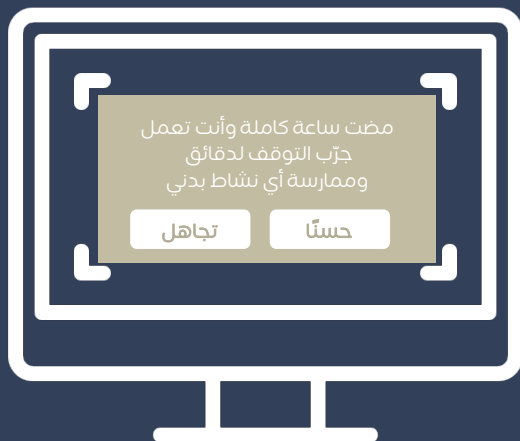 مضت ساعة كاملة وأنت تعمل
جرّب التوقف لدقائق
وممارسة أي نشاط بدني
حسنًا
تجاهل